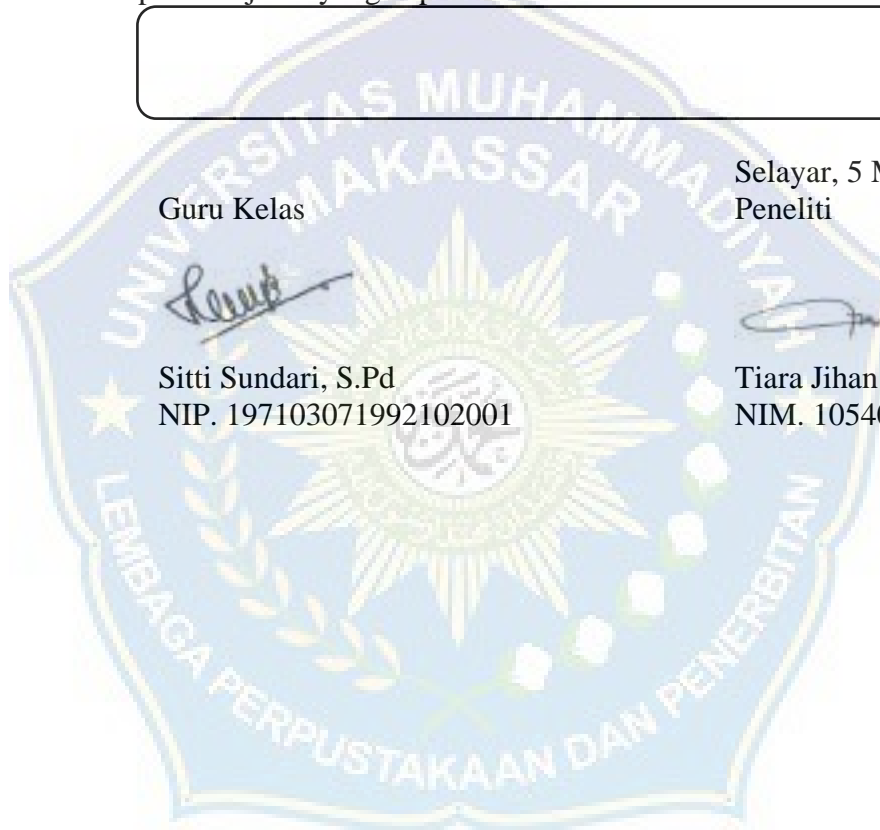 Selayar, 5
Guru Kelas
Peneliti
Sitti Sundari, S.Pd
Tiara Jihan
NIP. 197103071992102001
NIM. 10540
UNIVERSITAS MUHAMMADIYAH
MAKASSAR
LEMBAGA PERPUSTAKAAN DAN PENERBITAN